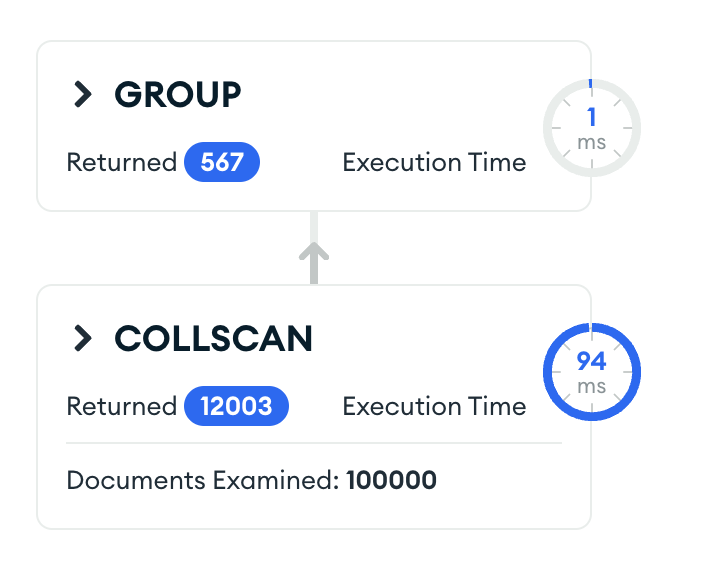 GROUP
1
ms
Returned 567 Execution Time
COLLSCAN
94
ms
Returned 12003 Execution Time
Documents Examined: 100000